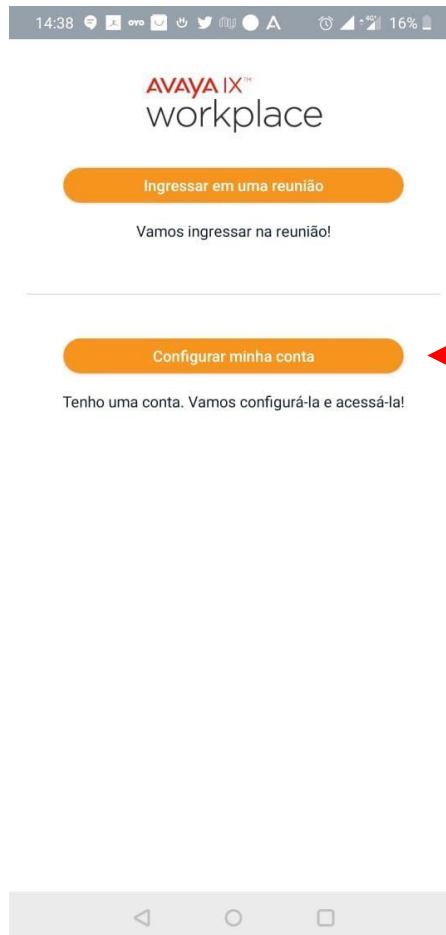 14:38 oyo 16%
AVAYA IX™
workplace
Ingressar em uma reunião
Vamos ingressar na reunião!
Configurar minha conta
Tenho uma conta. Vamos configurá-la e acessá-la!